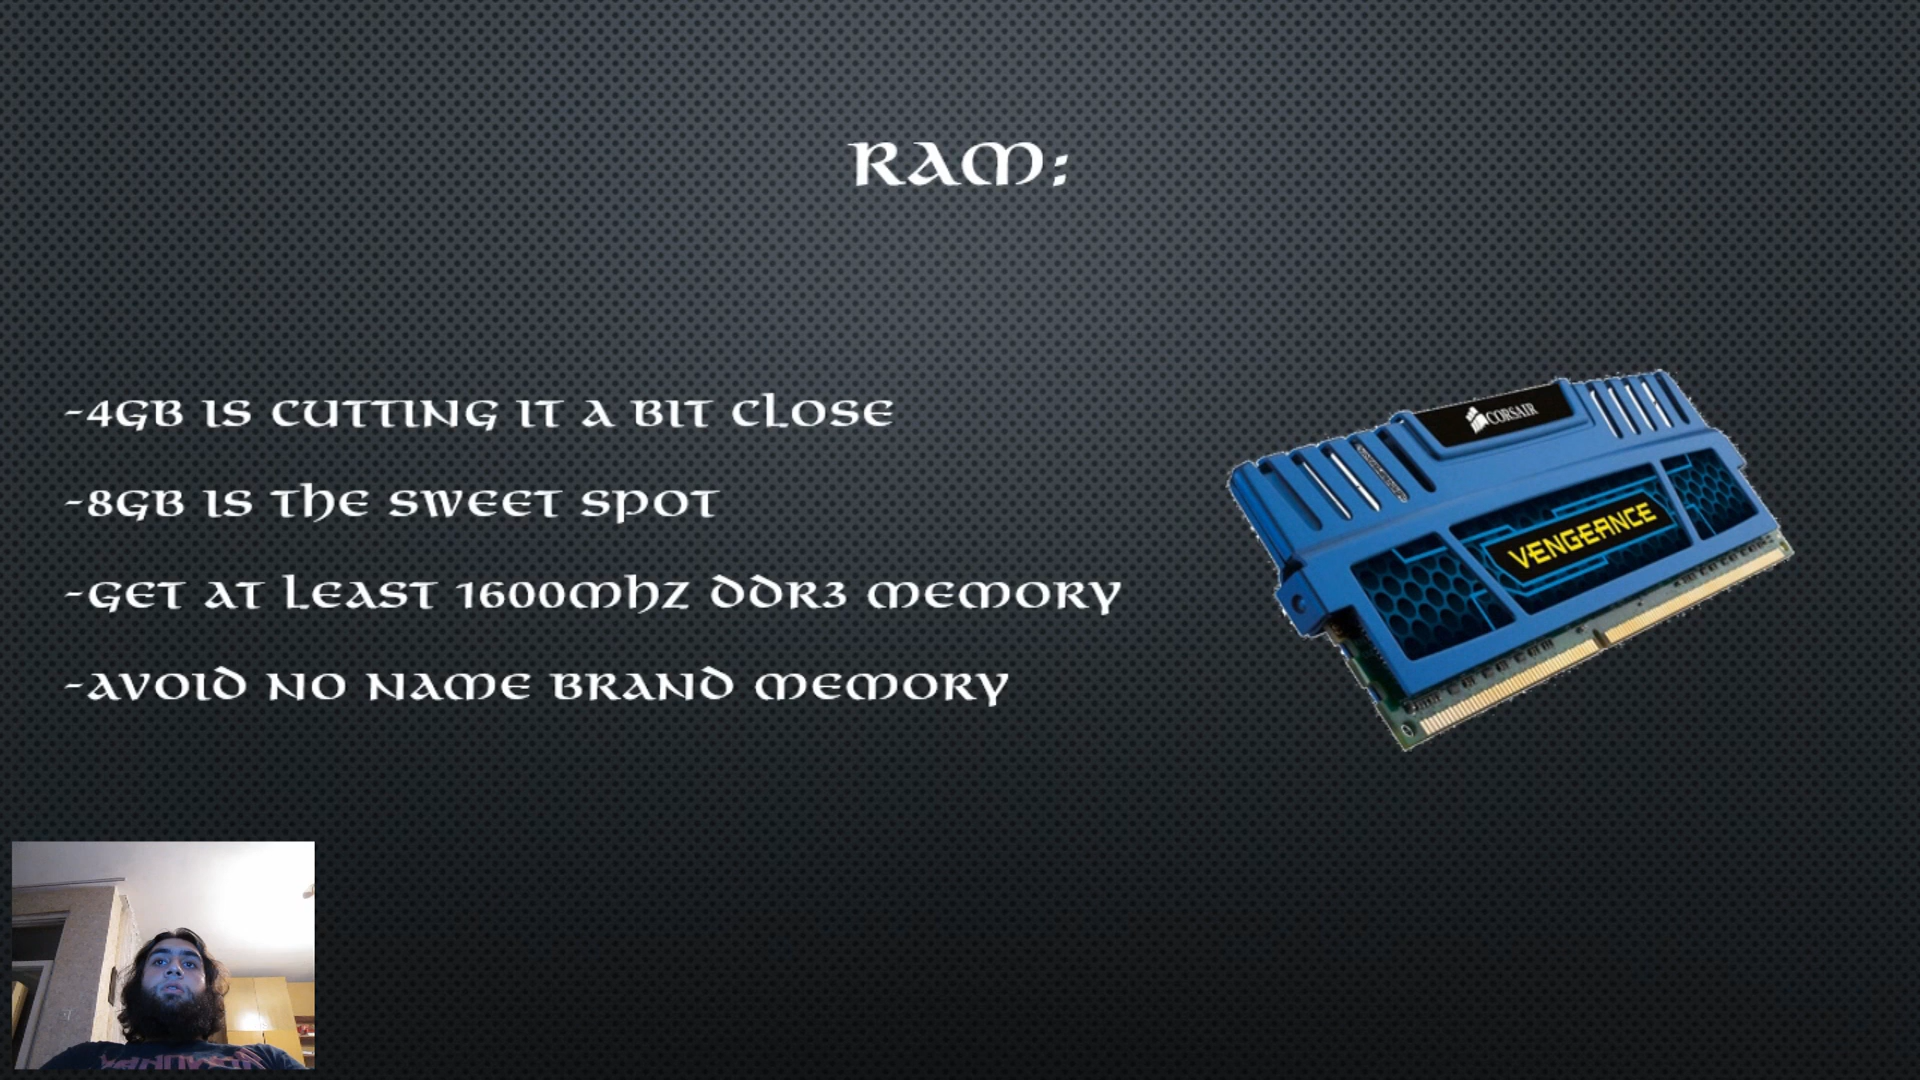 RAM:
-4GB IS CUTTING IT A BIT CLOSE
-8GB IS THE SWEET SPOT
-GET AT LEAST 1600MHZ DDR3 MEMORY
-AVOID NO NAME BRAND MEMORY
CORSAIR
VENGEANCE